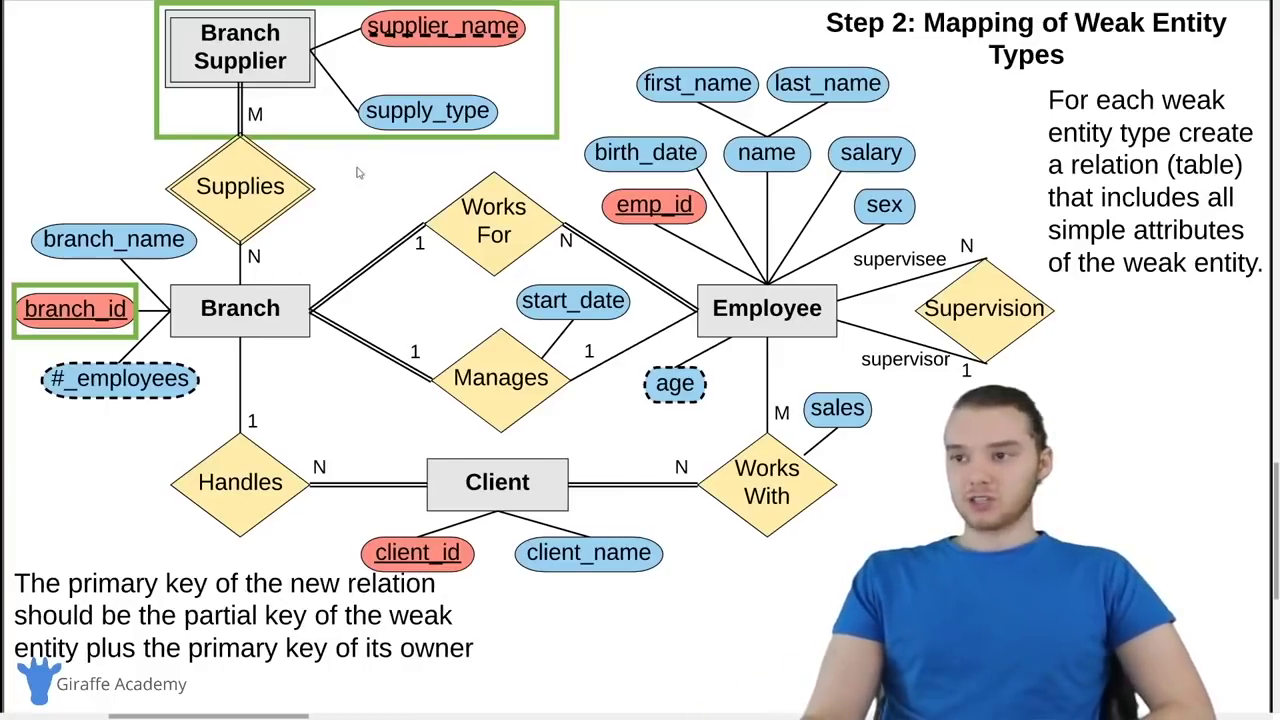 Step 2: Mapping of Weak Entity
Types
For each weak
entity type create
a relation (table)
that includes all
simple attributes
of the weak entity.
Branch
Supplier
supplier_name
supply_type
M
Supplies
N
branch_name
branch_id
#_employees
Branch
Works
For
1
N
start_date
Manages
1
1
first_name
last_name
birth_date
name
salary
emp_id
sex
Employee
age
supervisee
N
Supervision
supervisor
1
1
Handles
N
Client
N
M
sales
Works
With
client_id
client_name
The primary key of the new relation
should be the partial key of the weak
entity plus the primary key of its owner
Giraffe Academy